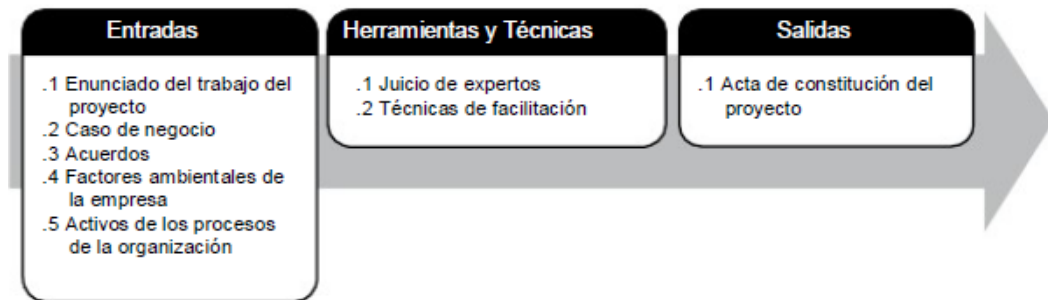 Entradas
.1 Enunciado del trabajo del
proyecto
.2 Caso de negocio
.3 Acuerdos
.4 Factores ambientales de
la empresa
.5 Activos de los procesos
de la organización
Herramientas y Técnicas
.1 Juicio de expertos
.2 Técnicas de facilitación
Salidas
.1 Acta de constitución del
proyecto